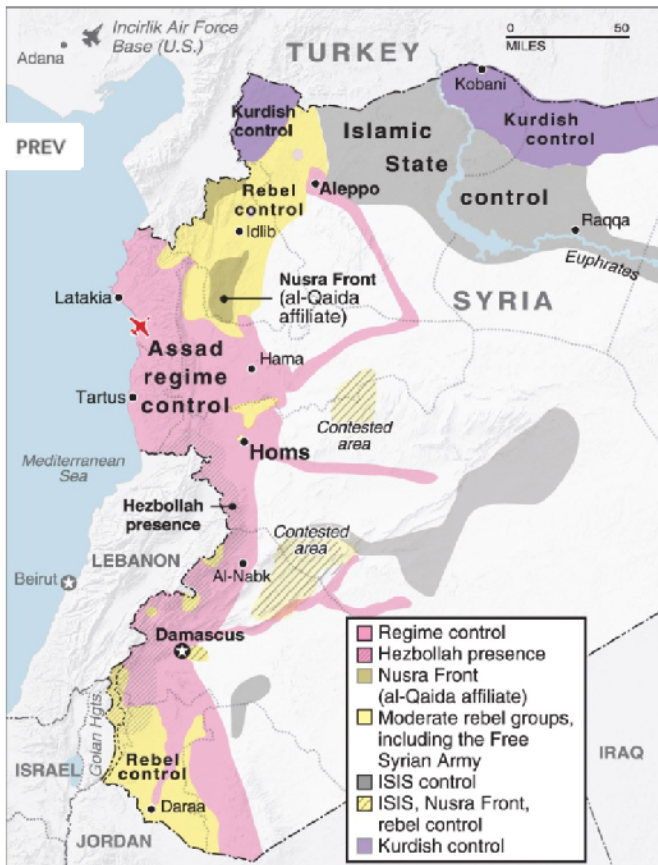 Incirlik Air Force
Base (U.S.)
Adana
TURKEY
0 50
MILES
Kobani
Kurdish
control
Kurdish
control
PREV
Islamic
State
control
Aleppo
Rebel
control
Idlib
Raqqa
Euphrates
Nusra Front
(al-Qaida
affiliate)
SYRIA
Latakia
Assad
regime
control
Hama
Tartus
Contested
area
Homs
Mediterranean
Sea
Hezbollah
presence
Contested
area
LEBANON
Al-Nabk
Beirut
Damascus
Regime control
Hezbollah presence
Nusra Front
(al-Qaida affiliate)
Moderate rebel groups,
including the Free
Syrian Army
ISIS control
ISIS, Nusra Front,
rebel control
Kurdish control
Golan Hgts.
ISRAEL
Rebel
control
Daraa
JORDAN
IRAQ